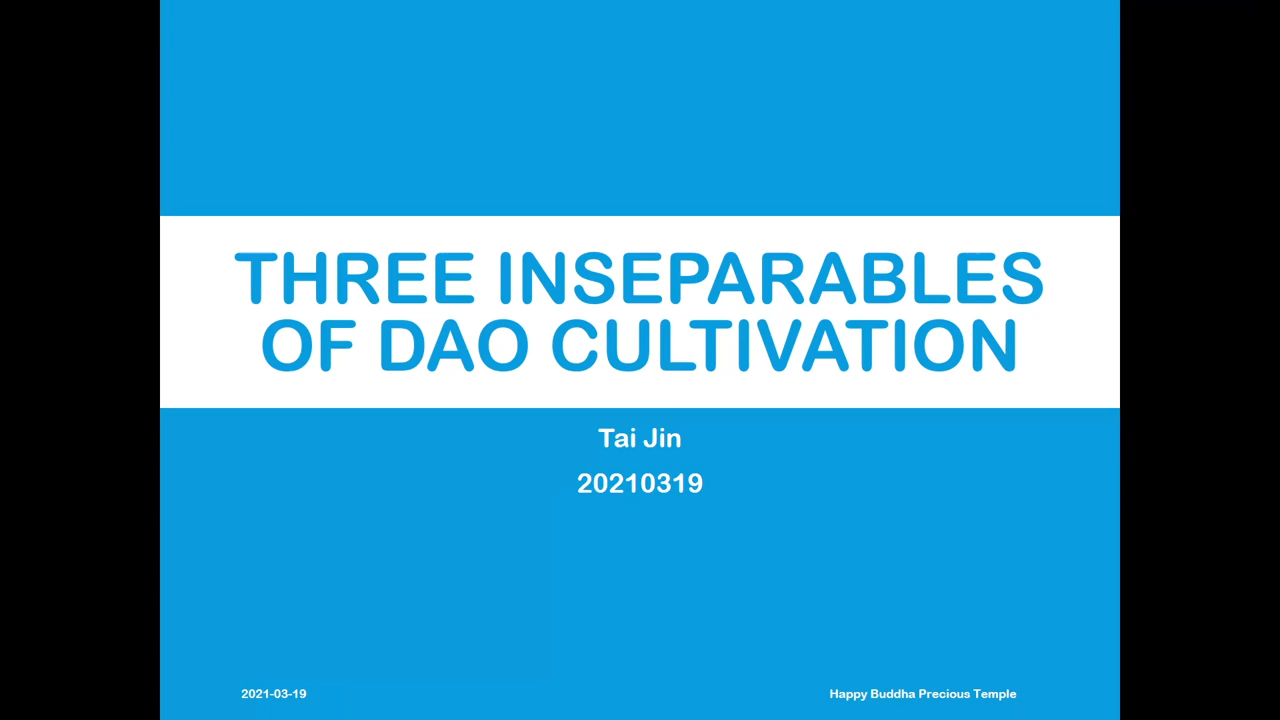 THREE INSEPARABLES
OF DAO CULTIVATION
Tai Jin
20210319
2021-03-19
Happy Buddha Precious Temple